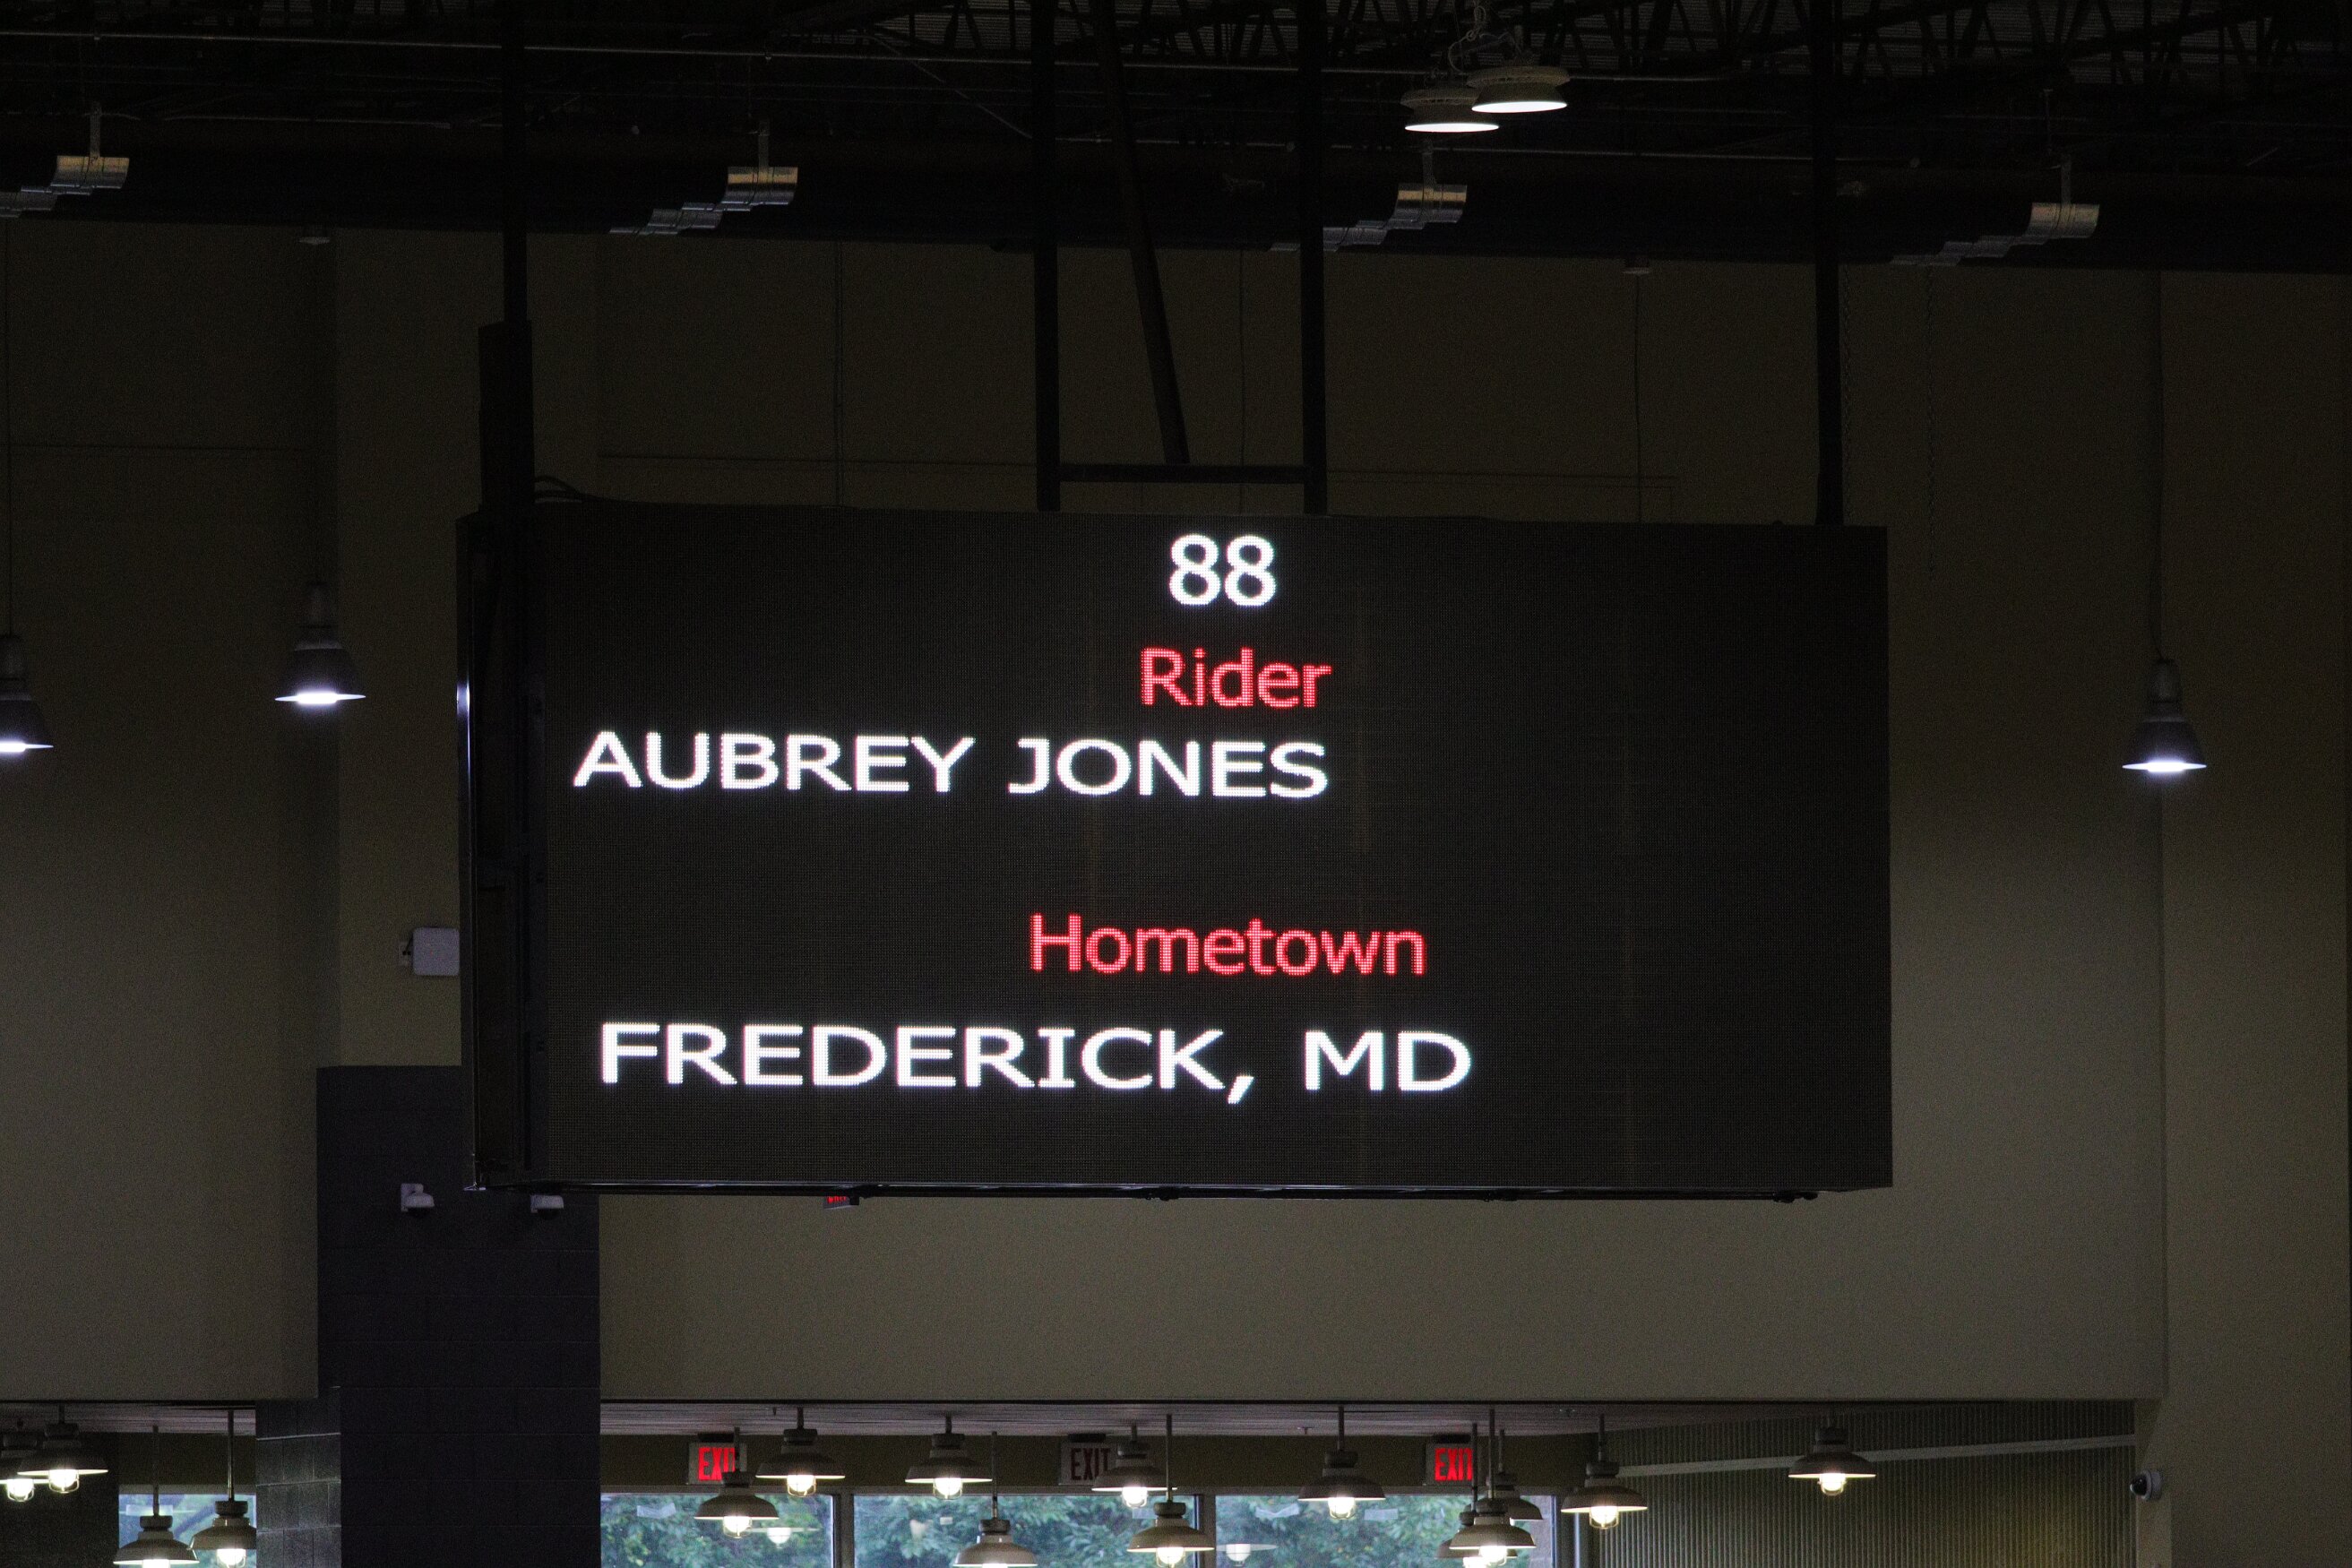 88
Rider
AUBREY JONES
Hometown
FREDERICK, MD
EXIT
EXIT
EXIT